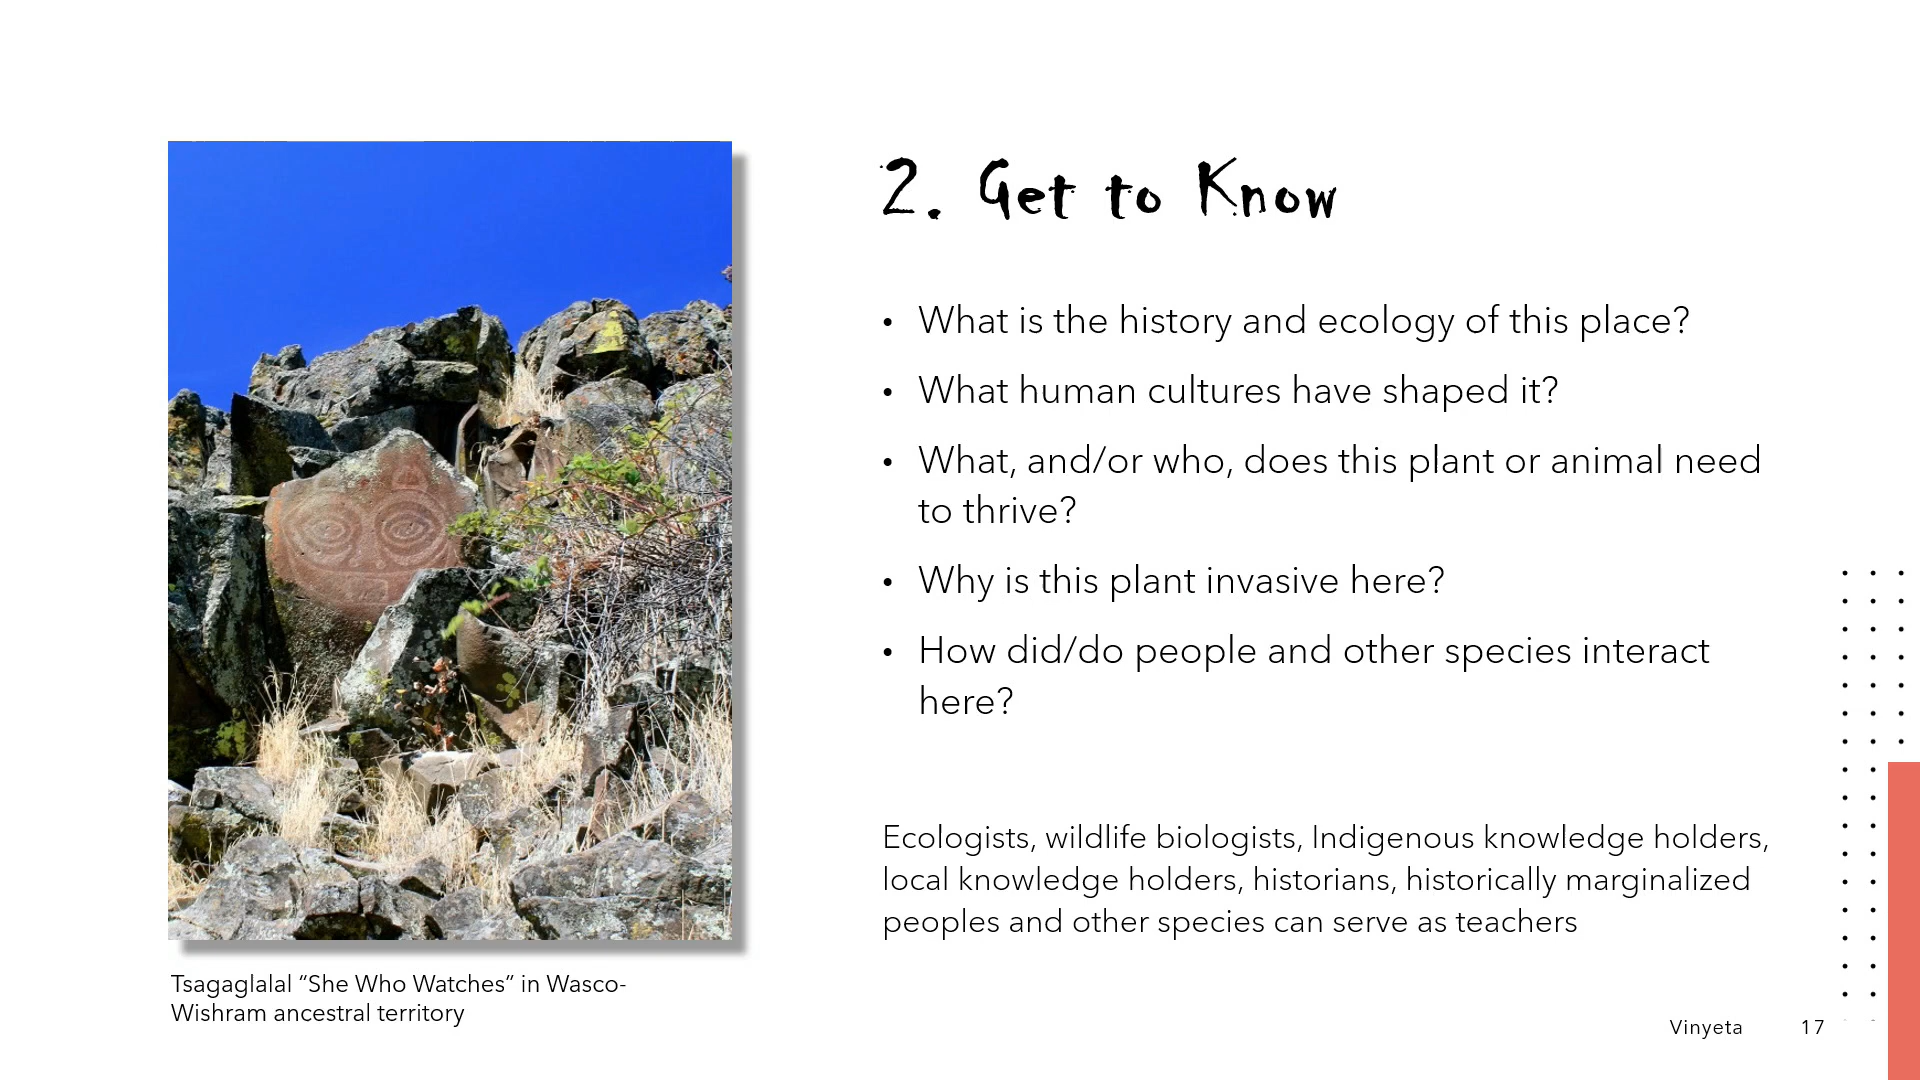 2. Get to Know
• What is the history and ecology of this place?
• What human cultures have shaped it?
• What, and/or who, does this plant or animal need
to thrive?
• Why is this plant invasive here?
• How did/do people and other species interact
here?
Ecologists, wildlife biologists, Indigenous knowledge holders,
local knowledge holders, historians, historically marginalized
peoples and other species can serve as teachers
Tsagaglalal “She Who Watches” in Wasco-
Wishram ancestral territory
Vinyeta 17